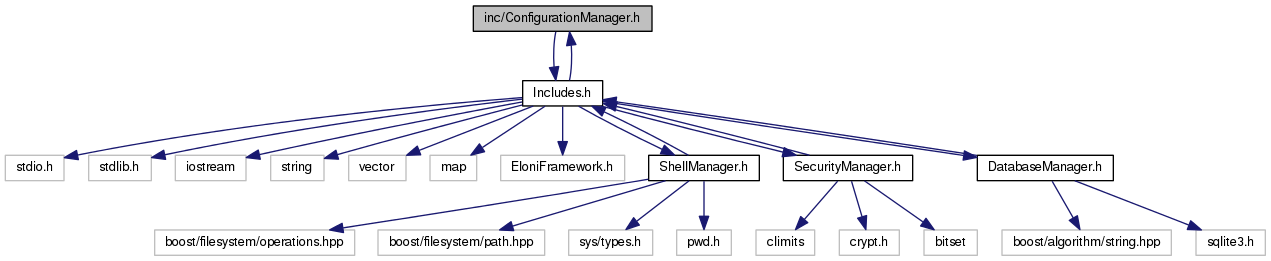 inc/ConfigurationManager.h
Includes.h
stdio.h
stdlib.h
iostream
string
vector
map
EloniFramework.h
ShellManager.h
SecurityManager.h
DatabaseManager.h
boost/filesystem/operations.hpp
boost/filesystem/path.hpp
sys/types.h
pwd.h
climits
crypt.h
bitset
boost/algorithm/string.hpp
sqlite3.h